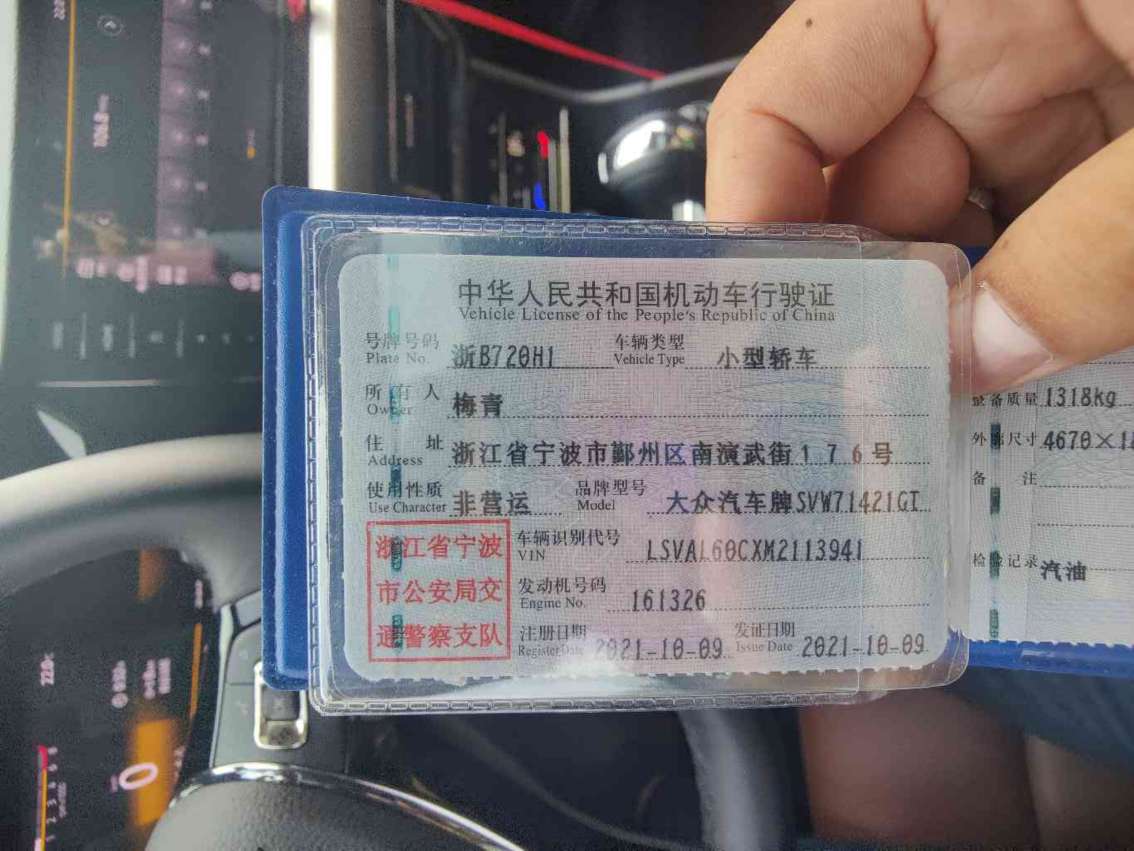 中华人民共和国机动车行驶证
Vehicle License of the People's Republic of China
号牌号码 浙B720H1 车辆类型 小型轿车
Plate No. Vehicle Type
所有人 梅青
Owner
住址 浙江省宁波市鄞州区南演武街176号
Address
使用性质 非营运 品牌型号 大众汽车牌SVW71421GT
Use Character Model
浙江省宁波
市公安局交
通警察支队
车辆识别代号 LSVAL60CXM2113941
VIN
发动机号码 161326
Engine No.
注册日期 2021-10-09 发证日期 2021-10-09
Register Date Issue Date
整备质量 1318kg
外廓尺寸 4670×1
备注
检验记录 汽油
0